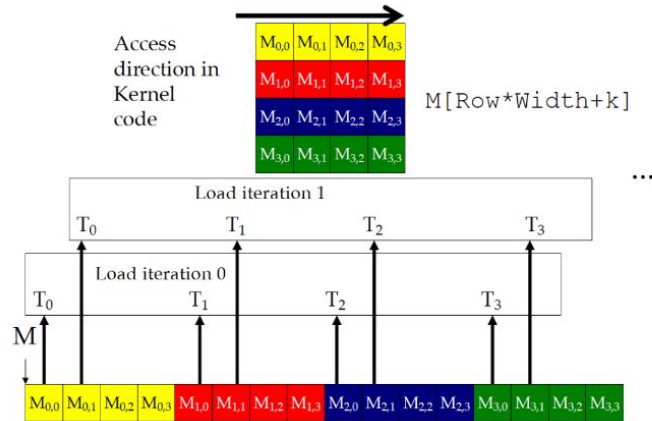 Access
direction in
Kernel
code
M0,0 M0,1 M0,2 M0,3
M1,0 M1,1 M1,2 M1,3
M2,0 M2,1 M2,2 M2,3
M3,0 M3,1 M3,2 M3,3
M[Row*Width+k]
...
Load iteration 1
T0 T1 T2 T3
Load iteration 0
T0 T1 T2 T3
M
M0,0 M0,1 M0,2 M0,3 M1,0 M1,1 M1,2 M1,3 M2,0 M2,1 M2,2 M2,3 M3,0 M3,1 M3,2 M3,3